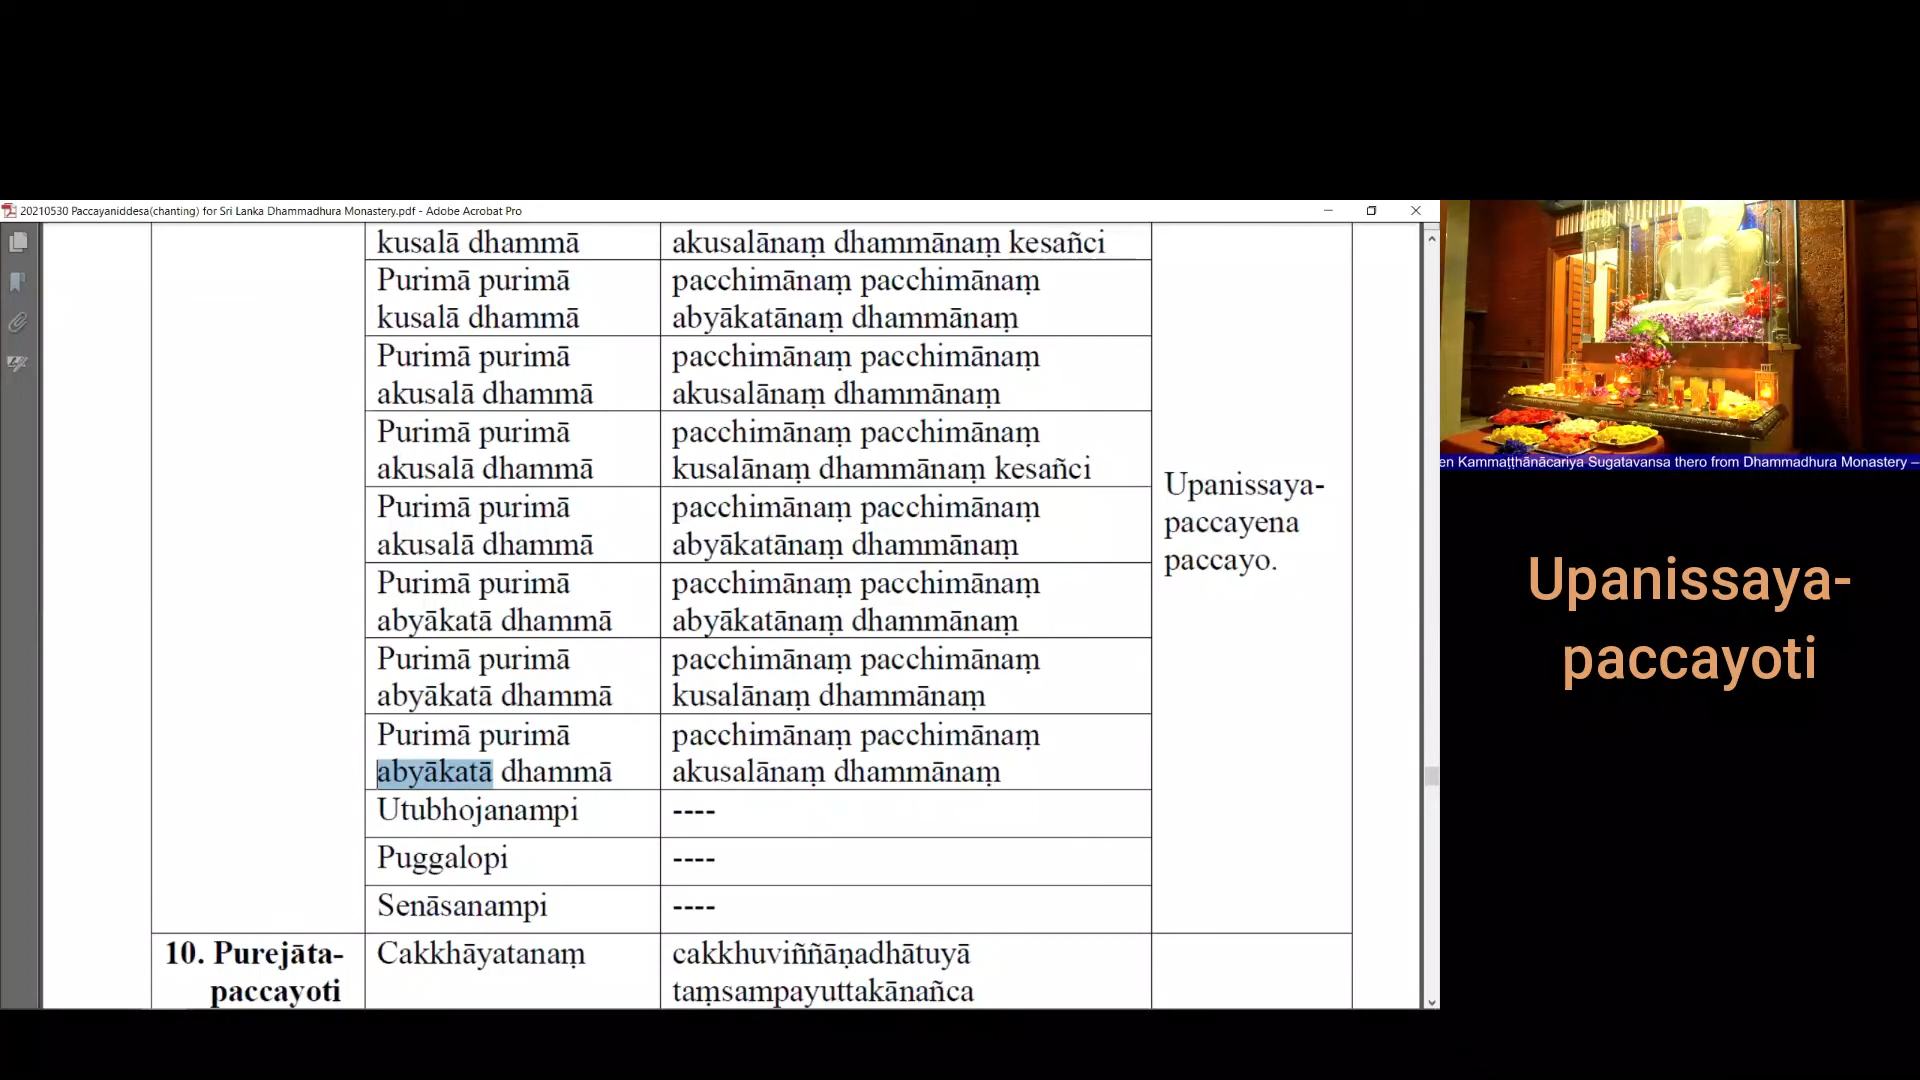 20210530 Paccayaniddesa(chanting) for Sri Lanka Dhammadhura Monastery.pdf - Adobe Acrobat Pro
kusalā dhammā
akusalānaṃ dhammānaṃ kesañci
Purimā purimā
kusalā dhammā
pacchimānaṃ pacchimānaṃ
abyākatānaṃ dhammānaṃ
Purimā purimā
akusalā dhammā
pacchimānaṃ pacchimānaṃ
akusalānaṃ dhammānaṃ
Purimā purimā
akusalā dhammā
pacchimānaṃ pacchimānaṃ
kusalānaṃ dhammānaṃ kesañci
Purimā purimā
akusalā dhammā
pacchimānaṃ pacchimānaṃ
abyākatānaṃ dhammānaṃ
Purimā purimā
abyākatā dhammā
pacchimānaṃ pacchimānaṃ
abyākatānaṃ dhammānaṃ
Purimā purimā
abyākatā dhammā
pacchimānaṃ pacchimānaṃ
kusalānaṃ dhammānaṃ
Purimā purimā
abyākatā dhammā
pacchimānaṃ pacchimānaṃ
akusalānaṃ dhammānaṃ
Utubhojanampi
----
Puggalopi
----
Senāsanampi
----
Upanissaya-
paccayena
paccayo.
10. Purejāta-
paccayoti
Cakkhāyatanaṃ
cakkhuviññāṇadhātuyā
taṃsampayuttakānañca
en Kammaṭṭhānācariya Sugatavansa thero from Dhammadhura Monastery –
Upanissaya-
paccayoti